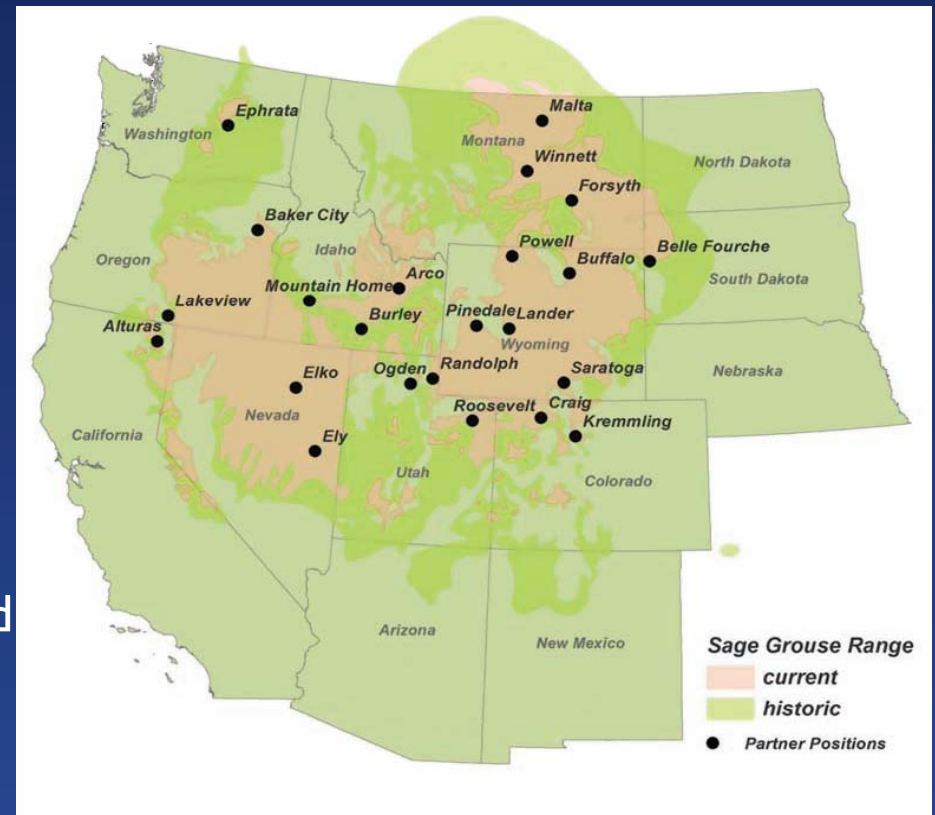 Ephrata
Washington
Malta
Montana
Winnett
North Dakota
Forsyth
Baker City
Idaho
Powell
Belle Fourche
Oregon
Arco
Buffalo
South Dakota
Mountain Home
Lakeview
Pinedale
Lander
Burley
Alturas
Wyoming
Ogden
Randolph
Saratoga
Elko
Nebraska
Roosevelt
Craig
Nevada
Kremmling
California
Ely
Utah
Colorado
d
Arizona
New Mexico
Sage Grouse Range
current
historic
Partner Positions